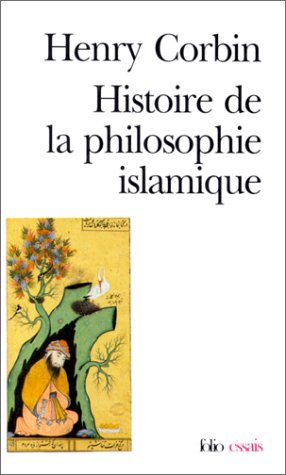 Henry Corbin
Histoire de
la philosophie
islamique
folio essais